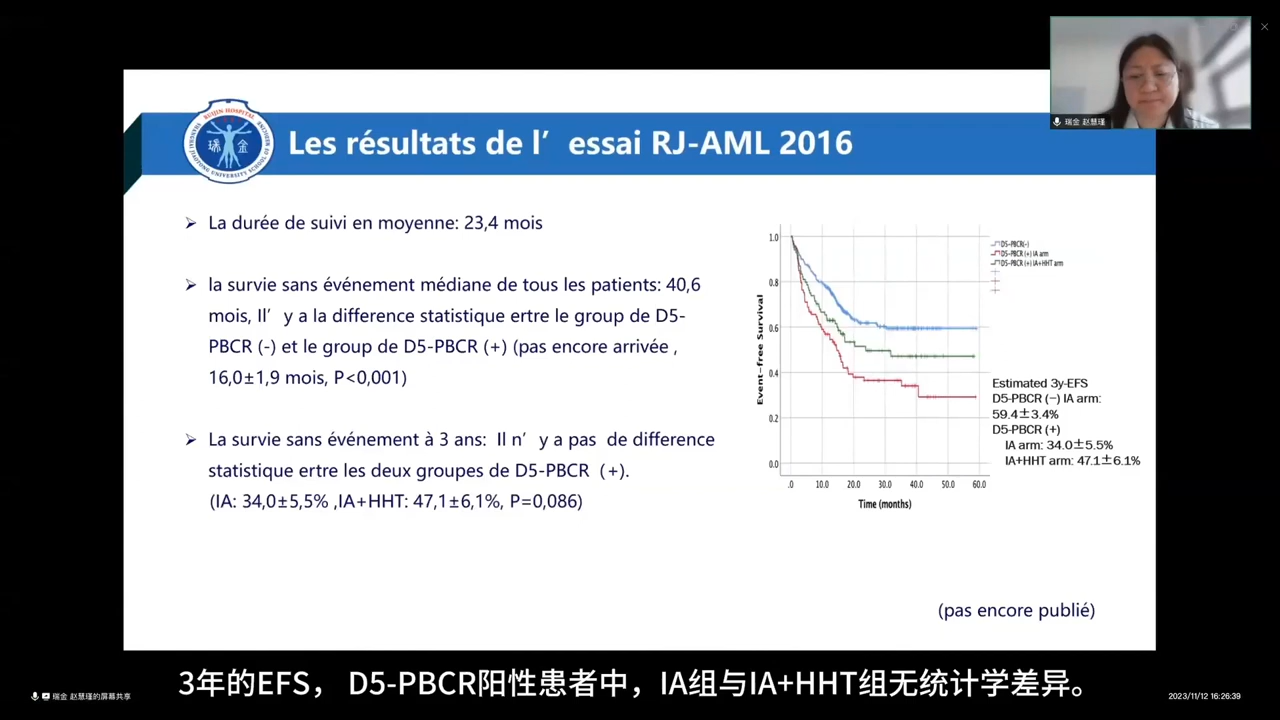 瑞金 赵慧瑾
RUIJIN HOSPITAL
SHANGHAI JIAOTONG UNIVERSITY SCHOOL OF MEDICINE
瑞 金
Les résultats de l’ essai RJ-AML 2016
➢ La durée de suivi en moyenne: 23,4 mois
➢ la survie sans événement médiane de tous les patients: 40,6
mois, Il’ y a la difference statistique ertre le group de D5-
PBCR (-) et le group de D5-PBCR (+) (pas encore arrivée ,
16,0±1,9 mois, P<0,001)
➢ La survie sans événement à 3 ans: Il n’ y a pas de difference
statistique ertre les deux groupes de D5-PBCR (+).
(IA: 34,0±5,5% ,IA+HHT: 47,1±6,1%, P=0,086)
Event-free Survival
1.0
0.8
0.6
0.4
0.2
0.0
.0 10.0 20.0 30.0 40.0 50.0 60.0
Time (months)
D5-PBCR(-)
D5-PBCR (+) IA arm
D5-PBCR (+) IA+HHT arm
Estimated 3y-EFS
D5-PBCR (−) IA arm:
59.4±3.4%
D5-PBCR (+)
IA arm: 34.0±5.5%
IA+HHT arm: 47.1±6.1%
(pas encore publié)
3年的EFS， D5-PBCR阳性患者中，IA组与IA+HHT组无统计学差异。
瑞金 赵慧瑾的屏幕共享
2023/11/12 16:26:39